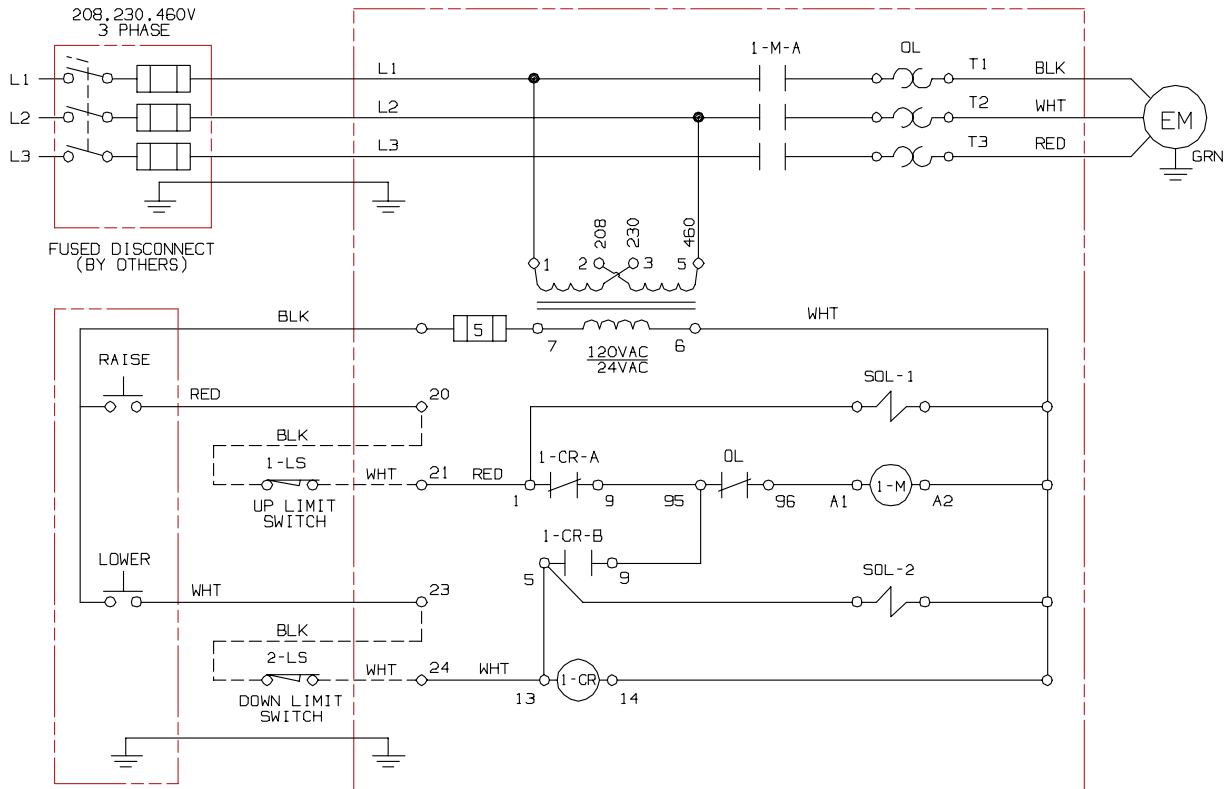 208,230,460V
3 PHASE
1-M-A
OL
L1
L1
T1
BLK
L2
L2
T2
WHT
EM
L3
L3
T3
RED
GRN
FUSED DISCONNECT
(BY OTHERS)
208
230
460
1
2
3
5
BLK
5
7
6
WHT
120VAC
24VAC
RAISE
RED
20
SOL-1
BLK
1-LS
WHT
21
RED
1-CR-A
OL
1
9
95
96
A1
1-M
A2
UP LIMIT
SWITCH
1-CR-B
5
9
LOWER
WHT
23
SOL-2
BLK
2-LS
WHT
24
WHT
13
1-CR
14
DOWN LIMIT
SWITCH